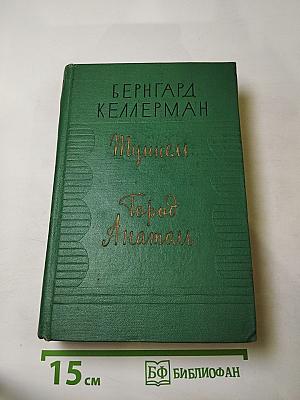 БЕРНГАРД
КЕЛЛЕРМАН
Туннель
Город
Анатоль
15 см
БФ БИБЛИОФАН